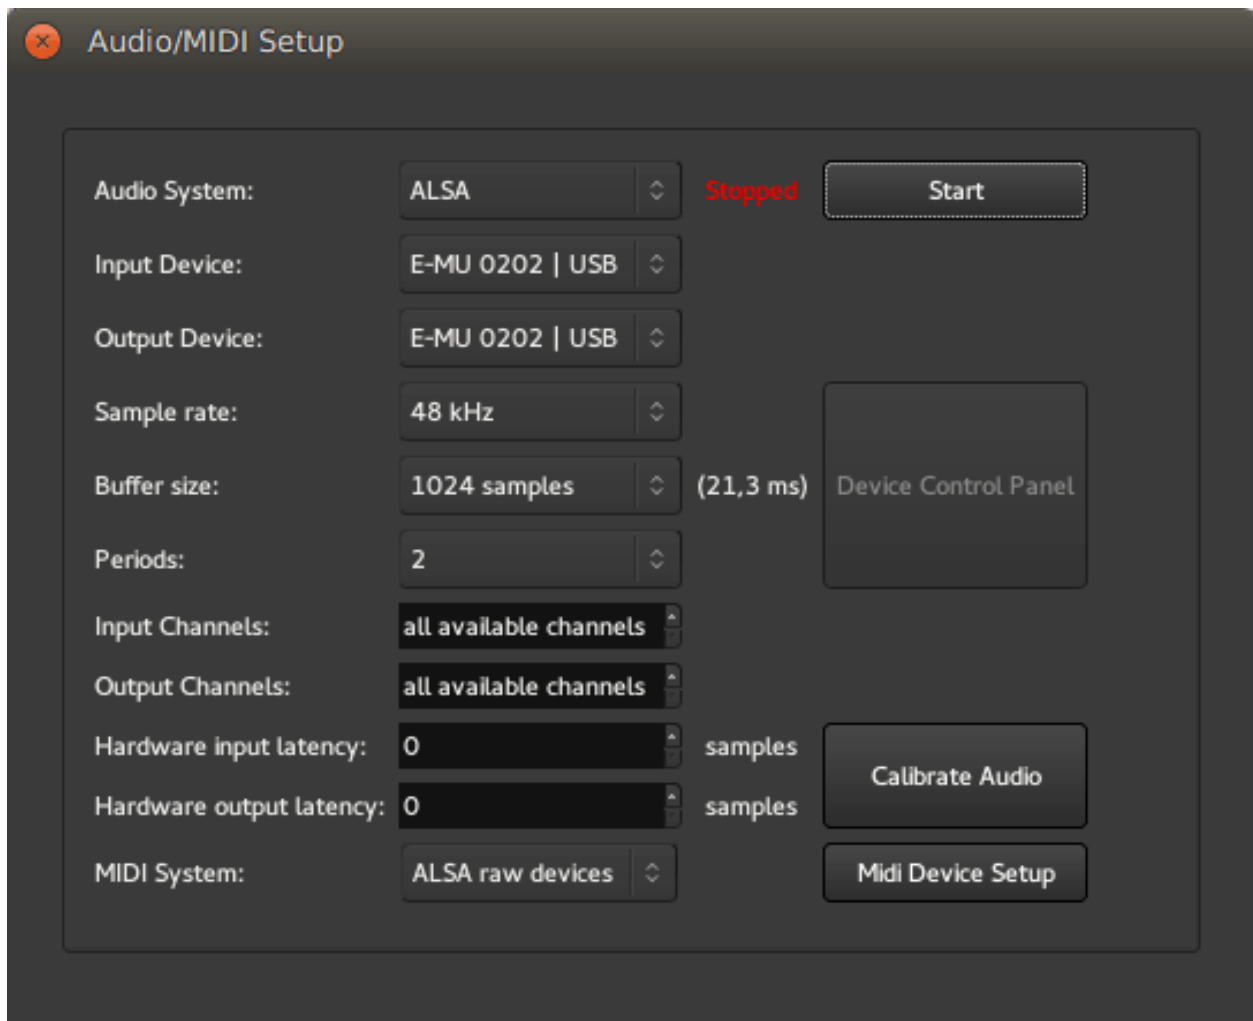 Audio/MIDI Setup
Audio System: ALSA Stopped Start
Input Device: E-MU 0202 | USB
Output Device: E-MU 0202 | USB
Sample rate: 48 kHz
Buffer size: 1024 samples (21,3 ms) Device Control Panel
Periods: 2
Input Channels: all available channels
Output Channels: all available channels
Hardware input latency: 0 samples
Calibrate Audio
Hardware output latency: 0 samples
MIDI System: ALSA raw devices Midi Device Setup